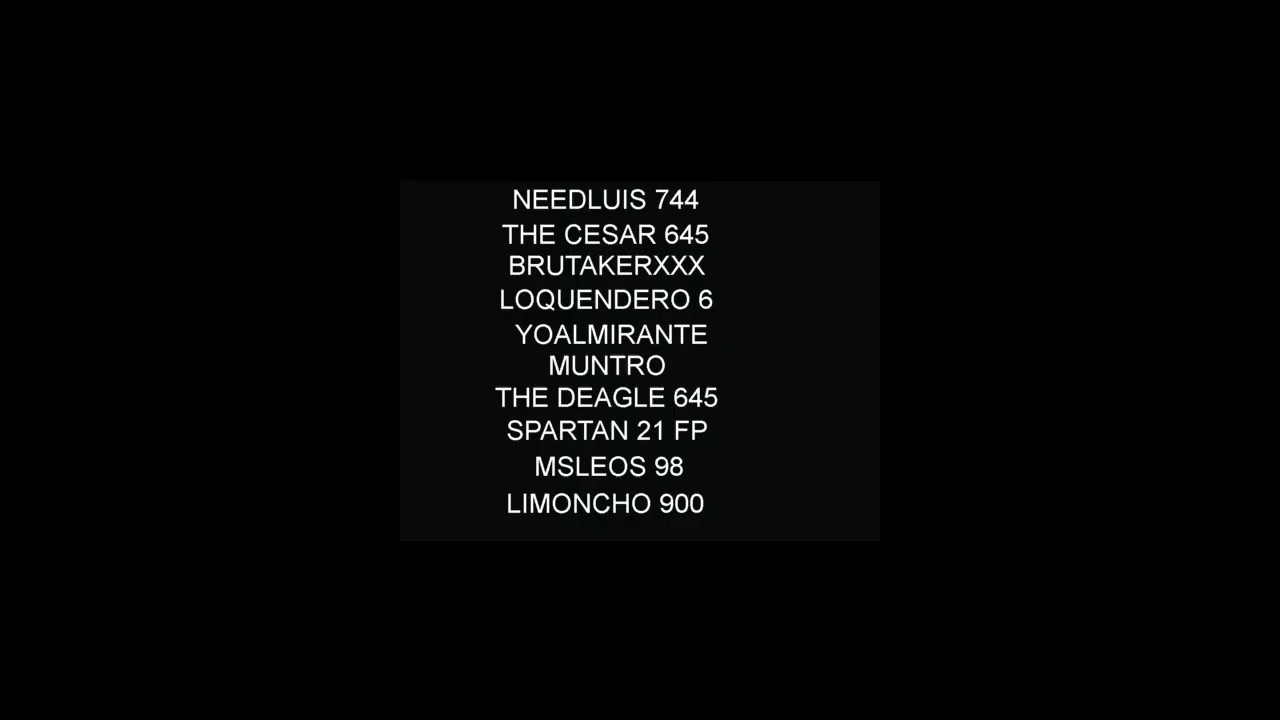 NEEDLUIS 744
THE CESAR 645
BRUTAKERXXX
LOQUENDERO 6
YOALMIRANTE
MUNTRO
THE DEAGLE 645
SPARTAN 21 FP
MSLEOS 98
LIMONCHO 900